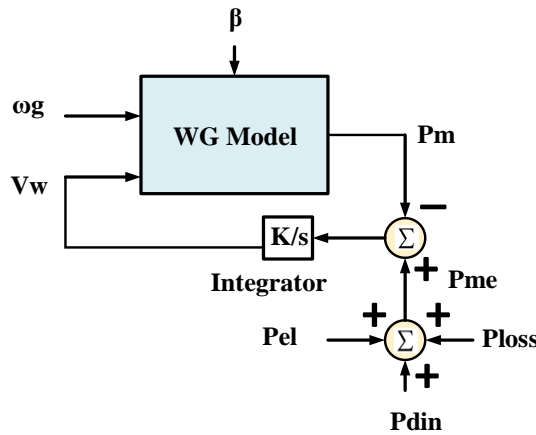 β
ωg
WG Model
Pm
Vw
−
Σ
K/s
+
Integrator
Pme
+
+
Pel
Σ
Ploss
+
Pdin